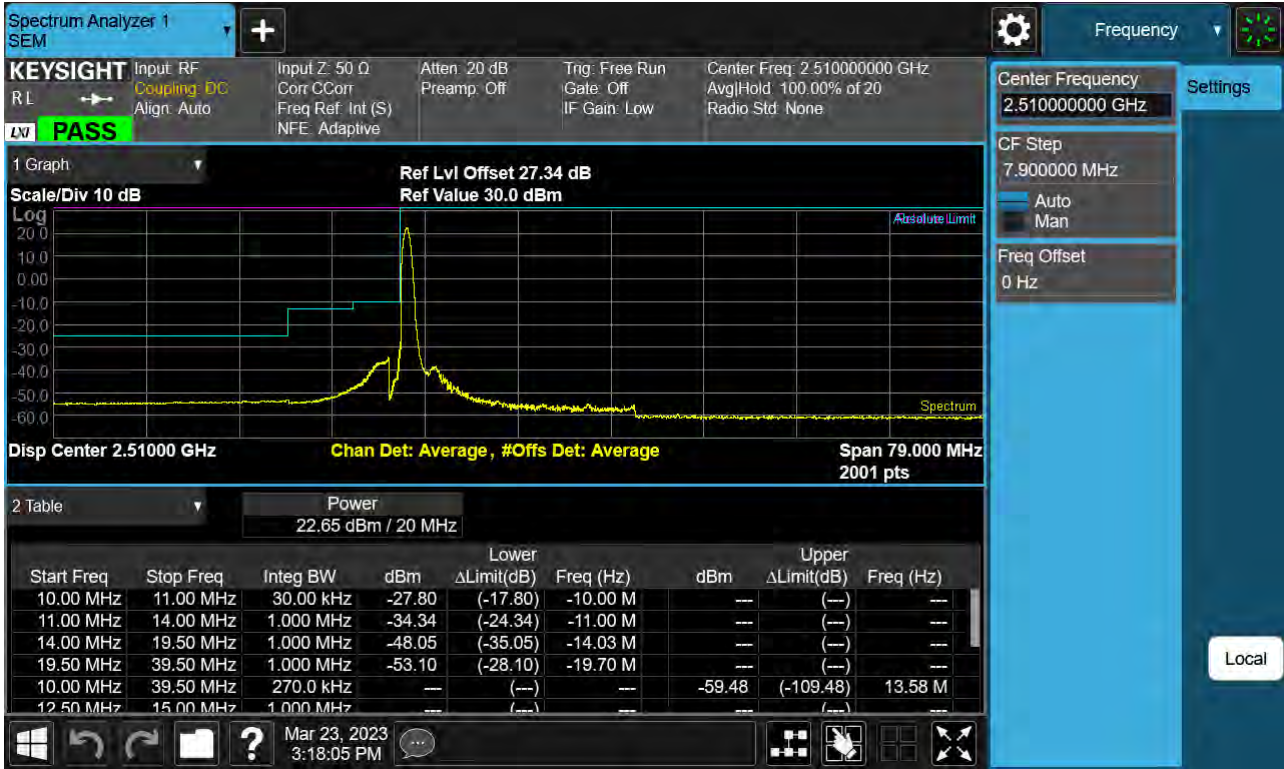 Spectrum Analyzer 1
SEM
Frequency
KEYSIGHT
Input: RF
Coupling: DC
Align: Auto
Input Z: 50 Ω
Corr CCorr
Freq Ref: Int (S)
NFE: Adaptive
Atten: 20 dB
Preamp: Off
Trig: Free Run
Gate: Off
IF Gain: Low
Center Freq: 2.510000000 GHz
Avg|Hold: 100.00% of 20
Radio Std: None
R L
LXI
PASS
Center Frequency
2.510000000 GHz
Settings
CF Step
7.900000 MHz
Auto
Man
Freq Offset
0 Hz
1 Graph
Scale/Div 10 dB
Ref Lvl Offset 27.34 dB
Ref Value 30.0 dBm
Log
20.0
10.0
0.00
-10.0
-20.0
-30.0
-40.0
-50.0
-60.0
Absolute Limit
Spectrum
Disp Center 2.51000 GHz
Chan Det: Average, #Offs Det: Average
Span 79.000 MHz
2001 pts
2 Table
Power
22.65 dBm / 20 MHz
Lower Upper
Start Freq Stop Freq Integ BW dBm ΔLimit(dB) Freq (Hz) dBm ΔLimit(dB) Freq (Hz)
10.00 MHz 11.00 MHz 30.00 kHz -27.80 (-17.80) -10.00 M --- (---) ---
11.00 MHz 14.00 MHz 1.000 MHz -34.34 (-24.34) -11.00 M --- (---) ---
14.00 MHz 19.50 MHz 1.000 MHz -48.05 (-35.05) -14.03 M --- (---) ---
19.50 MHz 39.50 MHz 1.000 MHz -53.10 (-28.10) -19.70 M --- (---) ---
10.00 MHz 39.50 MHz 270.0 kHz --- (---) --- -59.48 (-109.48) 13.58 M
12.50 MHz 15.00 MHz 1.000 MHz --- (---) --- --- (---) ---
Local
?
Mar 23, 2023
3:18:05 PM